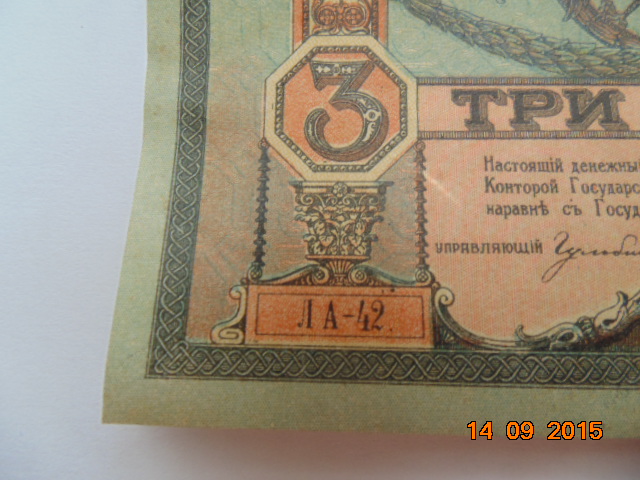 3 ТРИ
Настоящій денежный
Конторой Государс
наравнѣ съ Госуд
УПРАВЛЯЮЩІЙ
ЛА-42.
14 09 2015